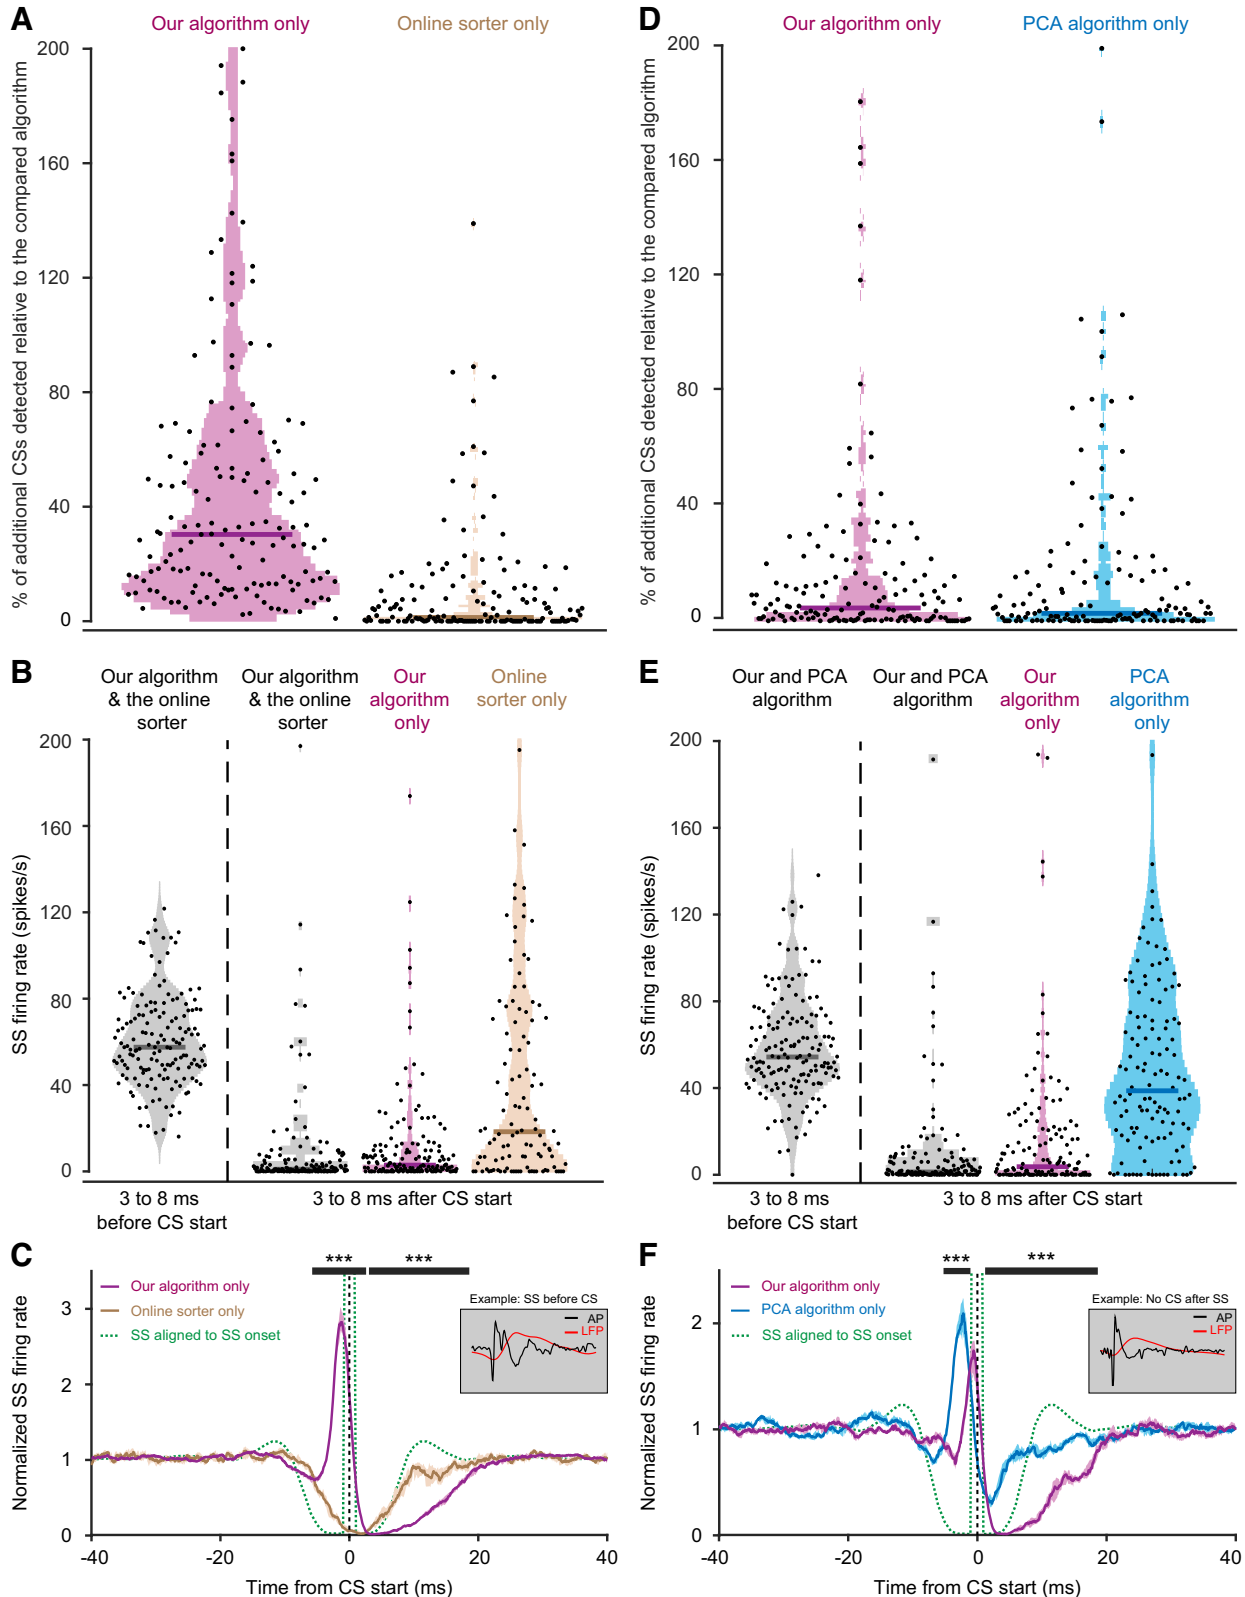 A
Our algorithm only
Online sorter only
% of additional CSs detected relative to the compared algorithm
200
160
120
80
40
0
D
Our algorithm only
PCA algorithm only
% of additional CSs detected relative to the compared algorithm
200
160
120
80
40
0
B
Our algorithm
& the online
sorter
Our algorithm
& the online
sorter
Our
algorithm
only
Online
sorter only
SS firing rate (spikes/s)
200
160
120
80
40
0
3 to 8 ms
before CS start
3 to 8 ms after CS start
E
Our and PCA
algorithm
Our and PCA
algorithm
Our
algorithm
only
PCA
algorithm
only
SS firing rate (spikes/s)
200
160
120
80
40
0
3 to 8 ms
before CS start
3 to 8 ms after CS start
C
Normalized SS firing rate
3
2
1
0
Our algorithm only
Online sorter only
SS aligned to SS onset
***
***
Example: SS before CS
AP
LFP
-40
-20
0
20
40
Time from CS start (ms)
F
Normalized SS firing rate
2
1
0
Our algorithm only
PCA algorithm only
SS aligned to SS onset
***
***
Example: No CS after SS
AP
LFP
-40
-20
0
20
40
Time from CS start (ms)